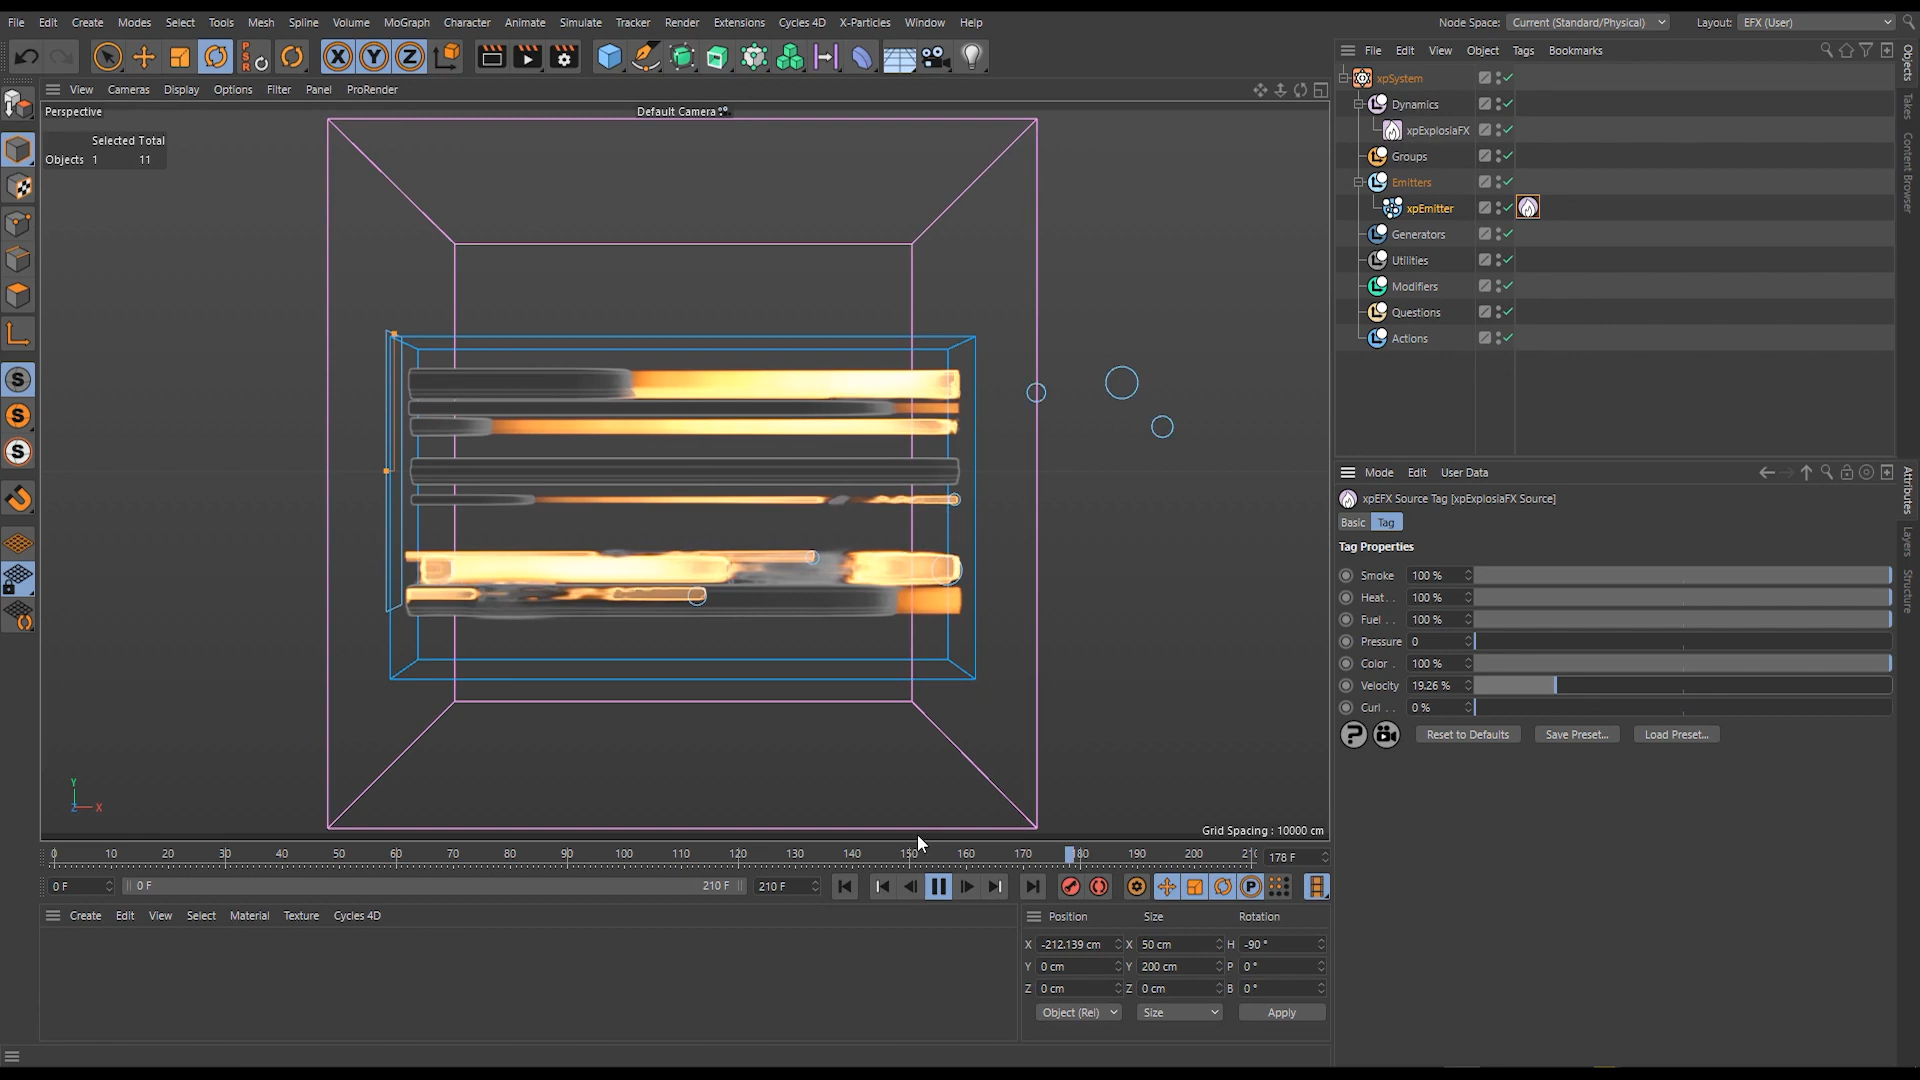 File Edit Create Modes Select Tools Mesh Spline Volume MoGraph Character Animate Simulate Tracker Render Extensions Cycles 4D X-Particles Window Help
Node Space: Current (Standard/Physical) Layout: EFX (User)
P
S
R
X Y Z
File Edit View Object Tags Bookmarks
View Cameras Display Options Filter Panel ProRender
Perspective
Default Camera
Selected Total
Objects 1 11
xpSystem
Dynamics
xpExplosiaFX
Groups
Emitters
xpEmitter
Generators
Utilities
Modifiers
Questions
Actions
Objects
Takes
Content Browser
S
S
S
Mode Edit User Data
xpEFX Source Tag [xpExplosiaFX Source]
Basic Tag
Tag Properties
Smoke 100 %
Heat . . 100 %
Fuel . . 100 %
Pressure 0
Color . 100 %
Velocity 19.26 %
Curl . . 0 %
? Reset to Defaults Save Preset... Load Preset...
Attributes
Layers
Structure
Y
Z X
Grid Spacing : 10000 cm
0 10 20 30 40 50 60 70 80 90 100 110 120 130 140 150 160 170 180 190 200 178 F
0 F 0 F 210 F 210 F P
Create Edit View Select Material Texture Cycles 4D
Position Size Rotation
X -212.139 cm X 50 cm H -90 °
Y 0 cm Y 200 cm P 0 °
Z 0 cm Z 0 cm B 0 °
Object (Rel) Size Apply